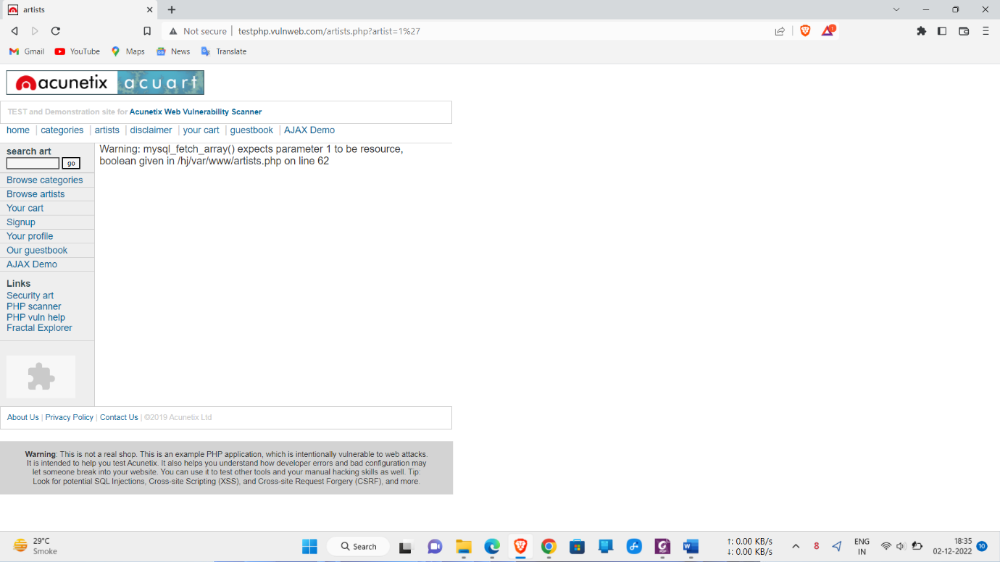 artists
Not secure | testphp.vulnweb.com/artists.php?artist=1%27
1
Gmail YouTube Maps News Translate
acunetix acuart
TEST and Demonstration site for Acunetix Web Vulnerability Scanner
home | categories | artists | disclaimer | your cart | guestbook | AJAX Demo
search art
go
Browse categories
Browse artists
Your cart
Signup
Your profile
Our guestbook
AJAX Demo
Links
Security art
PHP scanner
PHP vuln help
Fractal Explorer
Warning: mysql_fetch_array() expects parameter 1 to be resource,
boolean given in /hj/var/www/artists.php on line 62
About Us | Privacy Policy | Contact Us | ©2019 Acunetix Ltd
Warning: This is not a real shop. This is an example PHP application, which is intentionally vulnerable to web attacks.
It is intended to help you test Acunetix. It also helps you understand how developer errors and bad configuration may
let someone break into your website. You can use it to test other tools and your manual hacking skills as well. Tip:
Look for potential SQL Injections, Cross-site Scripting (XSS), and Cross-site Request Forgery (CSRF), and more.
29°C
Smoke
Search
↑: 0.00 KB/s
↓: 0.00 KB/s
8
ENG
IN
18:35
02-12-2022
10